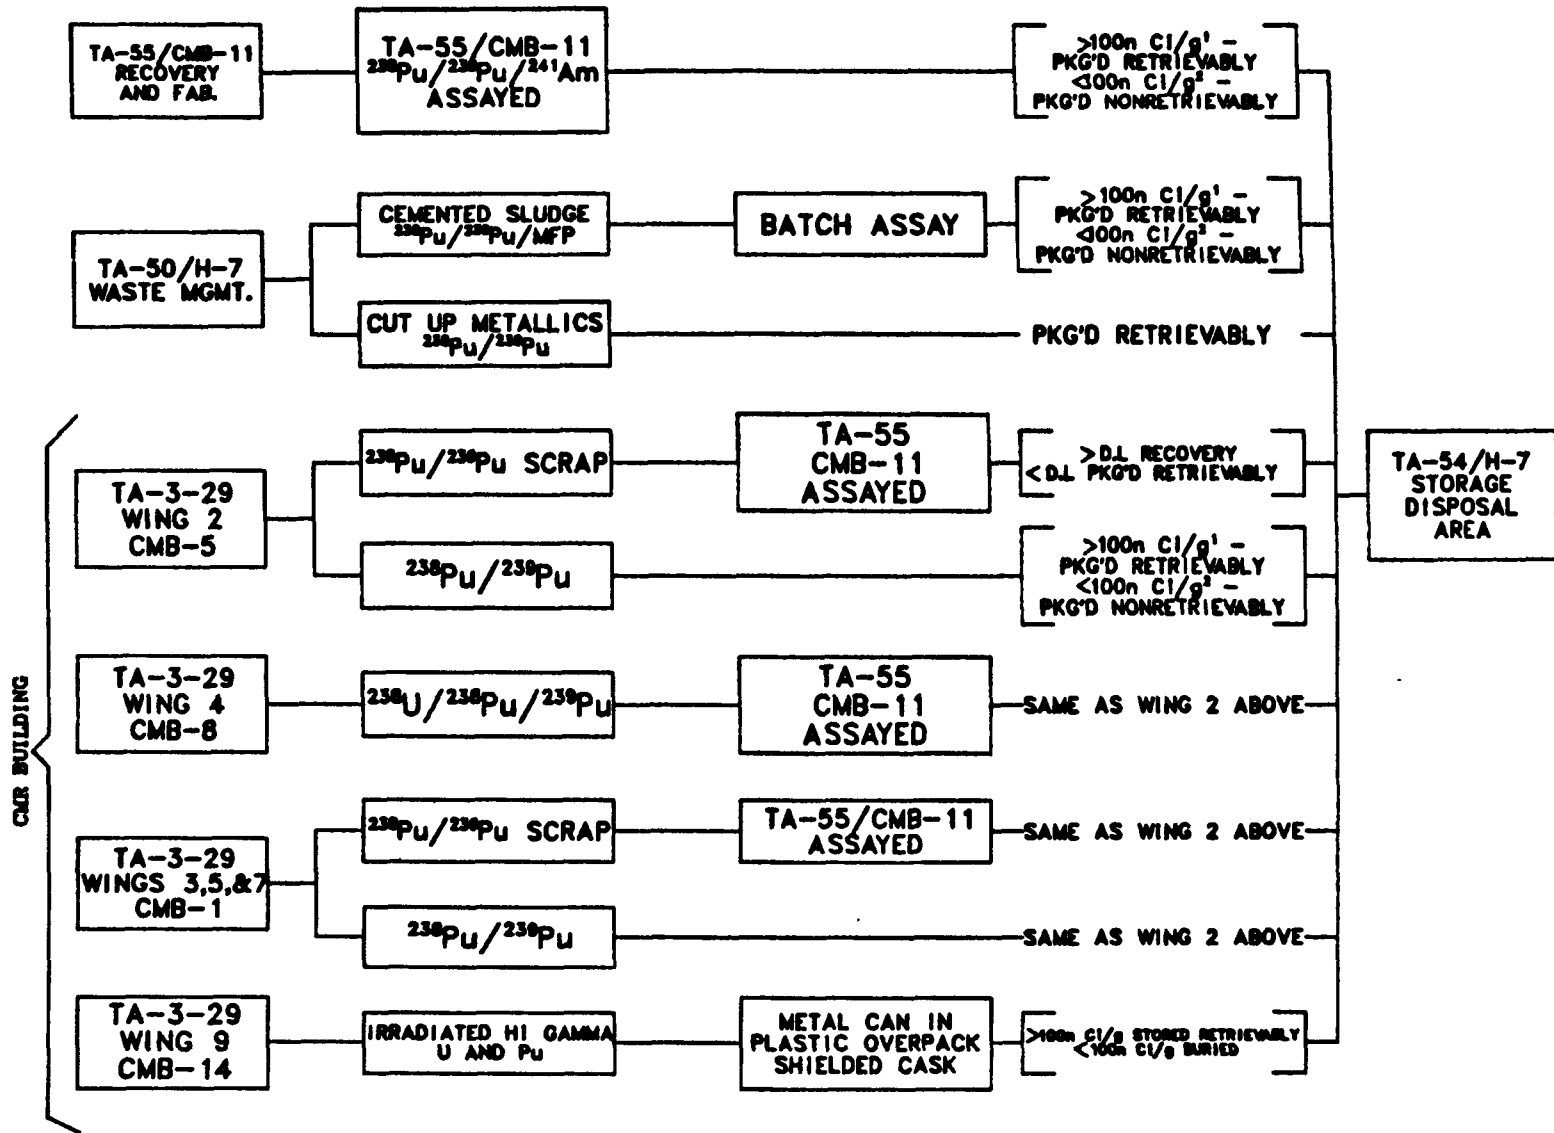 TA-55/CMB-11
RECOVERY
AND FAB.
TA-55/CMB-11
²³⁸Pu/²³⁹Pu/²⁴¹Am
ASSAYED
>100n Ci/g¹ –
PKG'D RETRIEVABLY
<100n Ci/g² –
PKG'D NONRETRIEVABLY
TA-50/H-7
WASTE MGMT.
CEMENTED SLUDGE
²³⁸Pu/²³⁹Pu/MFP
BATCH ASSAY
>100n Ci/g¹ –
PKG'D RETRIEVABLY
<100n Ci/g² –
PKG'D NONRETRIEVABLY
CUT UP METALLICS
²³⁸Pu/²³⁹Pu
PKG'D RETRIEVABLY
CMR BUILDING
TA-3-29
WING 2
CMB-5
²³⁸Pu/²³⁹Pu SCRAP
TA-55
CMB-11
ASSAYED
> D.L RECOVERY
< D.L PKG'D RETRIEVABLY
²³⁸Pu/²³⁹Pu
>100n Ci/g¹ –
PKG'D RETRIEVABLY
<100n Ci/g² –
PKG'D NONRETRIEVABLY
TA-54/H-7
STORAGE
DISPOSAL
AREA
TA-3-29
WING 4
CMB-8
²³⁸U/²³⁸Pu/²³⁹Pu
TA-55
CMB-11
ASSAYED
SAME AS WING 2 ABOVE
TA-3-29
WINGS 3,5,&7
CMB-1
²³⁸Pu/²³⁹Pu SCRAP
TA-55/CMB-11
ASSAYED
SAME AS WING 2 ABOVE
²³⁸Pu/²³⁹Pu
SAME AS WING 2 ABOVE
TA-3-29
WING 9
CMB-14
IRRADIATED HI GAMMA
U AND Pu
METAL CAN IN
PLASTIC OVERPACK
SHIELDED CASK
>100n Ci/g STORED RETRIEVABLY
<100n Ci/g BURIED